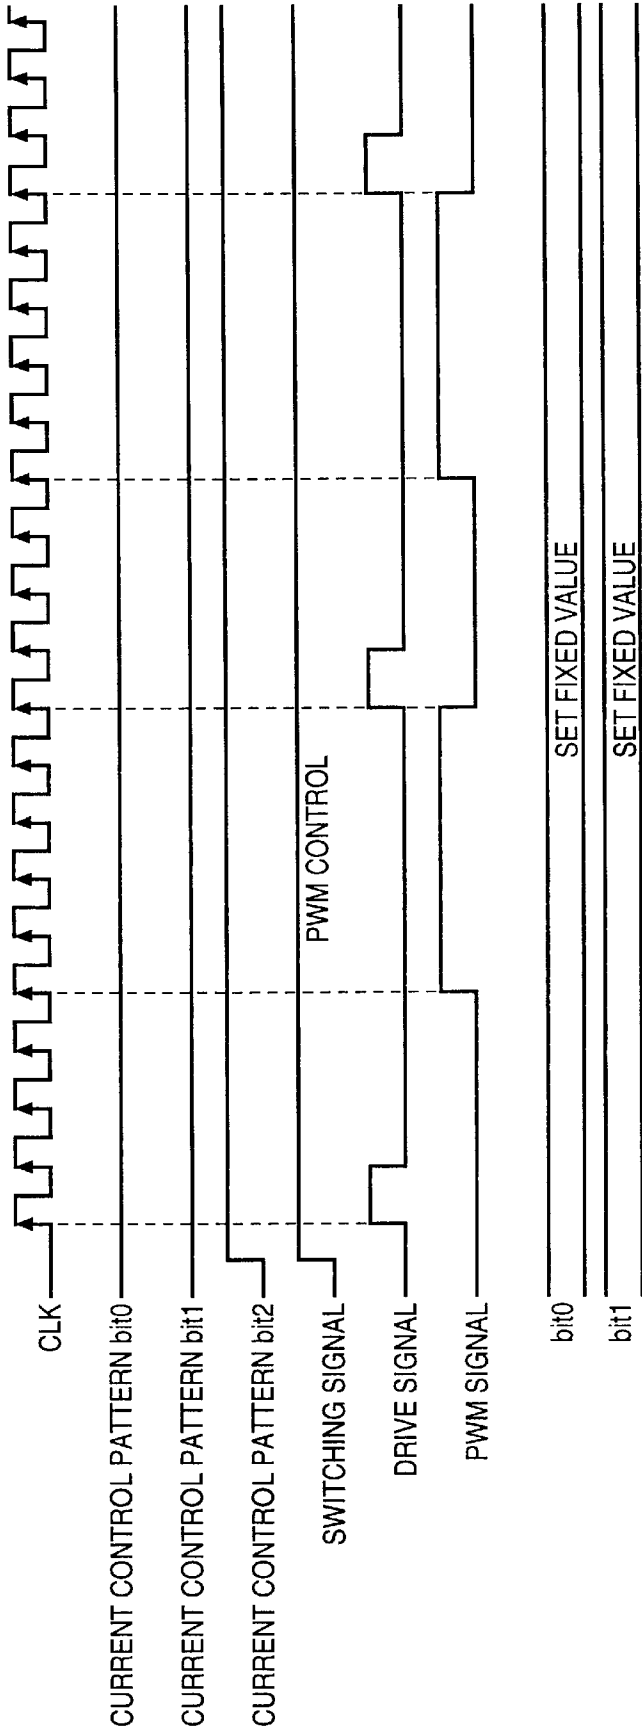 CLK
CURRENT CONTROL PATTERN bit0
CURRENT CONTROL PATTERN bit1
CURRENT CONTROL PATTERN bit2
SWITCHING SIGNAL
PWM CONTROL
DRIVE SIGNAL
PWM SIGNAL
bit0
SET FIXED VALUE
bit1
SET FIXED VALUE